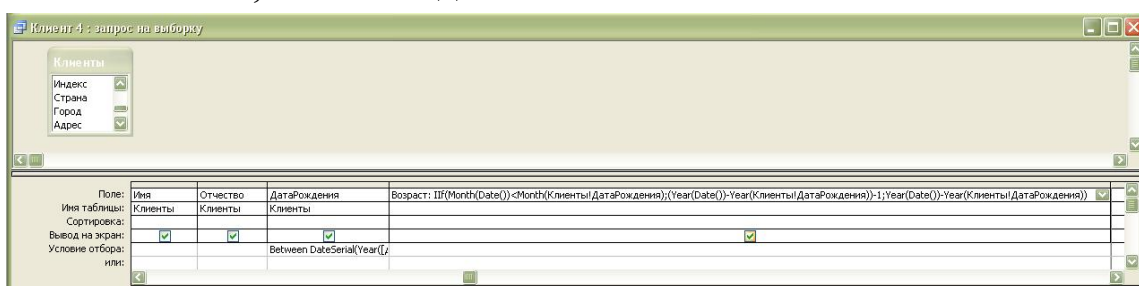 Клиент 4 : запрос на выборку
Клиенты
Индекс
Страна
Город
Адрес
Поле: Имя Отчество ДатаРождения Возраст: IIf(Month(Date())<Month(Клиенты!ДатаРождения);(Year(Date())-Year(Клиенты!ДатаРождения))-1;Year(Date())-Year(Клиенты!ДатаРождения))
Имя таблицы: Клиенты Клиенты Клиенты
Сортировка:
Вывод на экран:
Условие отбора: Between DateSerial(Year([
или: